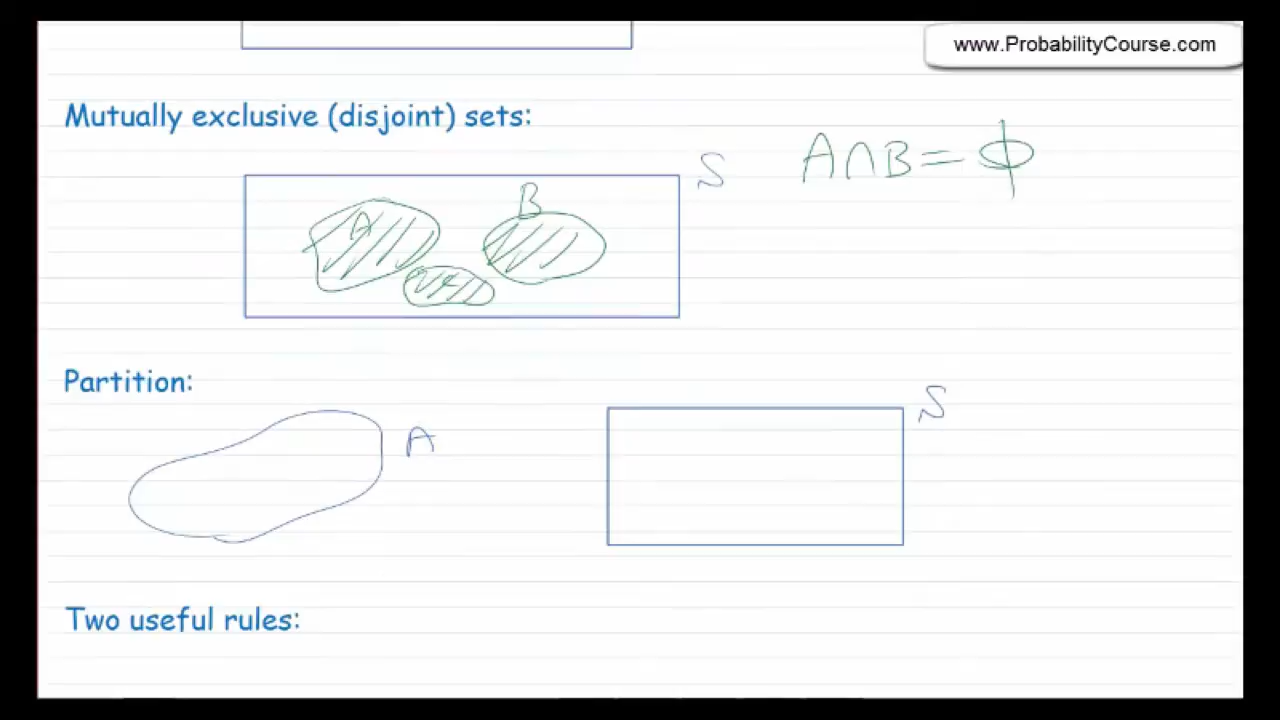 www.ProbabilityCourse.com
Mutually exclusive (disjoint) sets:
S
A∩B = ϕ
B
A
Partition:
S
A
Two useful rules: